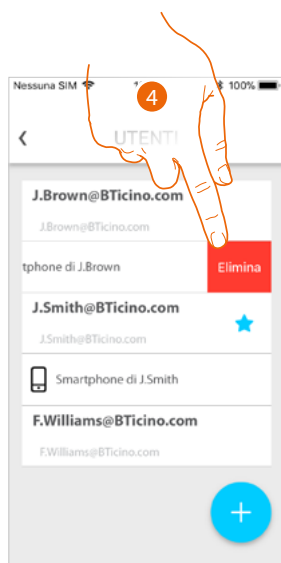 Nessuna SIM 100%
4
UTENTI
J.Brown@BTicino.com
J.Brown@BTicino.com
tphone di J.Brown Elimina
J.Smith@BTicino.com
J.Smith@BTicino.com
Smartphone di J.Smith
F.Williams@BTicino.com
F.Williams@BTicino.com